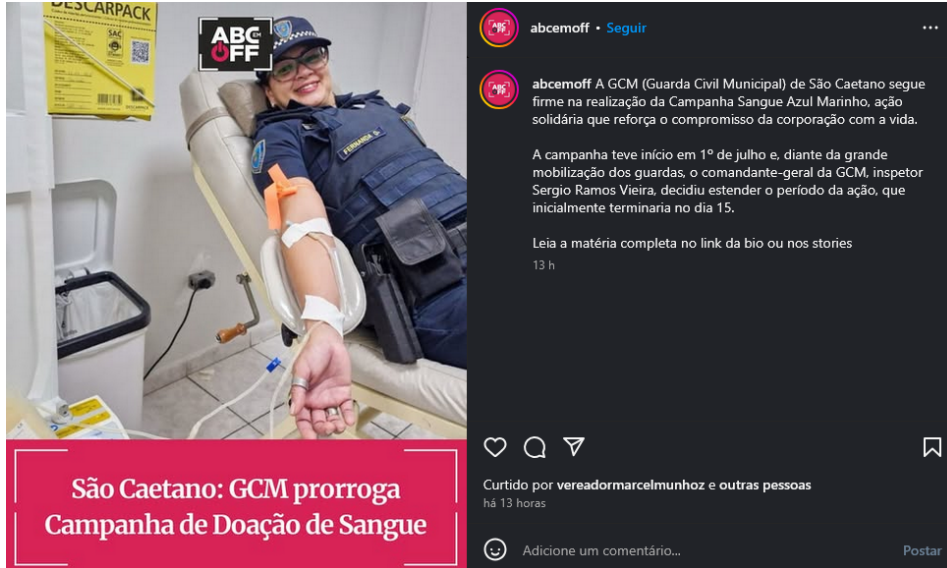 DESCARPACK
SAC
ABC EM
OFF
FERNANDA S-
São Caetano: GCM prorroga
Campanha de Doação de Sangue
abcemoff • Seguir
abcemoff A GCM (Guarda Civil Municipal) de São Caetano segue
firme na realização da Campanha Sangue Azul Marinho, ação
solidária que reforça o compromisso da corporação com a vida.
A campanha teve início em 1º de julho e, diante da grande
mobilização dos guardas, o comandante-geral da GCM, inspetor
Sergio Ramos Vieira, decidiu estender o período da ação, que
inicialmente terminaria no dia 15.
Leia a matéria completa no link da bio ou nos stories
13 h
Curtido por vereadormarcelmunhoz e outras pessoas
há 13 horas
Adicione um comentário...
Postar